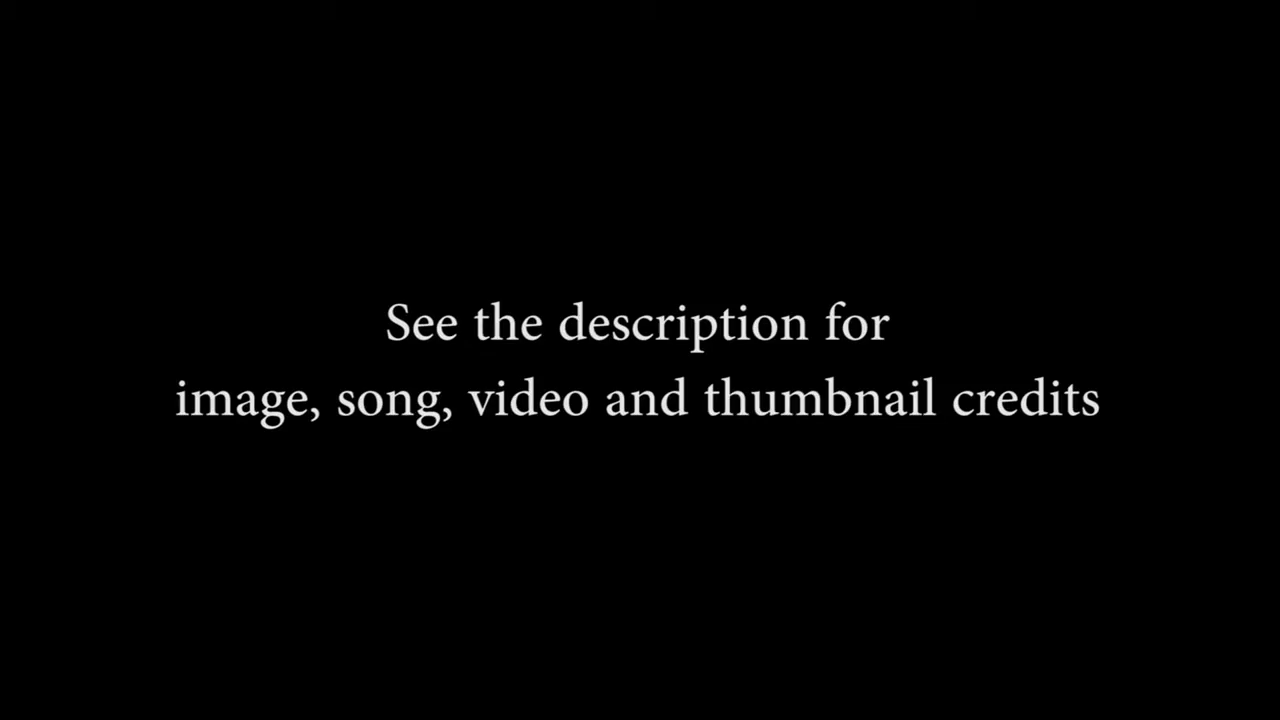 See the description for
image, song, video and thumbnail credits